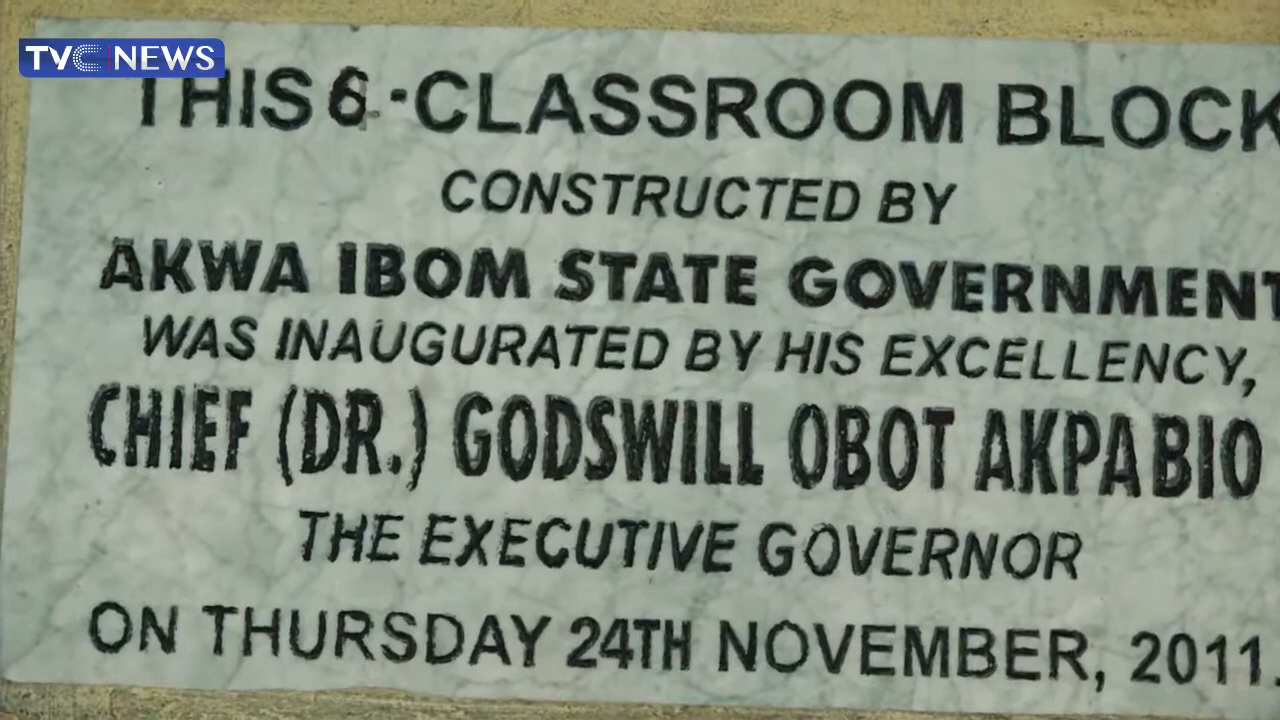 TVC NEWS
THIS 6-CLASSROOM BLOCK
CONSTRUCTED BY
AKWA IBOM STATE GOVERNMENT
WAS INAUGURATED BY HIS EXCELLENCY,
CHIEF (DR.) GODSWILL OBOT AKPABIO
THE EXECUTIVE GOVERNOR
ON THURSDAY 24TH NOVEMBER, 2011.